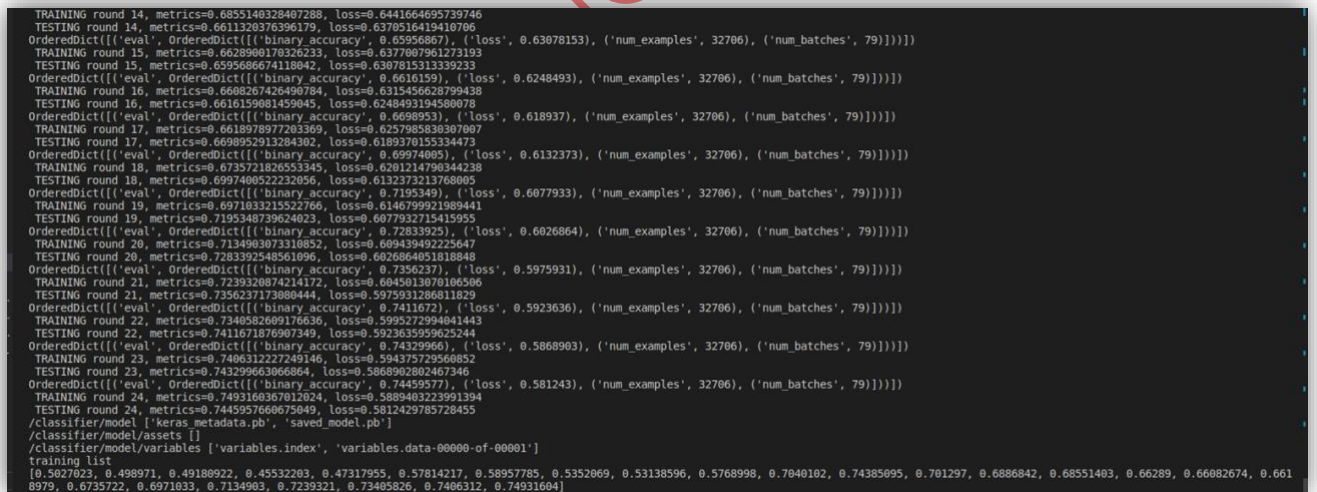 TRAINING round 14, metrics=0.6855140328407288, loss=0.6441664695739746
TESTING round 14, metrics=0.6611320376396179, loss=0.6370516419410706
OrderedDict([('eval', OrderedDict([('binary_accuracy', 0.65956867), ('loss', 0.63078153), ('num_examples', 32706), ('num_batches', 79)]))])
TRAINING round 15, metrics=0.6628900170326233, loss=0.6377007961273193
TESTING round 15, metrics=0.6595686674118042, loss=0.6307815313339233
OrderedDict([('eval', OrderedDict([('binary_accuracy', 0.6616159), ('loss', 0.6248493), ('num_examples', 32706), ('num_batches', 79)]))])
TRAINING round 16, metrics=0.6608267426490784, loss=0.6315456628799438
TESTING round 16, metrics=0.6616159081459045, loss=0.6248493194580078
OrderedDict([('eval', OrderedDict([('binary_accuracy', 0.6698953), ('loss', 0.618937), ('num_examples', 32706), ('num_batches', 79)]))])
TRAINING round 17, metrics=0.6618978977203369, loss=0.6257985830307007
TESTING round 17, metrics=0.6698952913284302, loss=0.6189370155334473
OrderedDict([('eval', OrderedDict([('binary_accuracy', 0.69974005), ('loss', 0.6132373), ('num_examples', 32706), ('num_batches', 79)]))])
TRAINING round 18, metrics=0.6735721826553345, loss=0.6201214790344238
TESTING round 18, metrics=0.6997400522232056, loss=0.6132373213768005
OrderedDict([('eval', OrderedDict([('binary_accuracy', 0.7195349), ('loss', 0.6077933), ('num_examples', 32706), ('num_batches', 79)]))])
TRAINING round 19, metrics=0.6971033215522766, loss=0.6146799921989441
TESTING round 19, metrics=0.7195348739624023, loss=0.6077932715415955
OrderedDict([('eval', OrderedDict([('binary_accuracy', 0.72833925), ('loss', 0.6026864), ('num_examples', 32706), ('num_batches', 79)]))])
TRAINING round 20, metrics=0.7134903073310852, loss=0.609439492225647
TESTING round 20, metrics=0.7283392548561096, loss=0.6026864051818848
OrderedDict([('eval', OrderedDict([('binary_accuracy', 0.7356237), ('loss', 0.5975931), ('num_examples', 32706), ('num_batches', 79)]))])
TRAINING round 21, metrics=0.7239320874214172, loss=0.6045013070106506
TESTING round 21, metrics=0.7356237173080444, loss=0.5975931286811829
OrderedDict([('eval', OrderedDict([('binary_accuracy', 0.7411672), ('loss', 0.5923636), ('num_examples', 32706), ('num_batches', 79)]))])
TRAINING round 22, metrics=0.7340582609176636, loss=0.5995272994041443
TESTING round 22, metrics=0.7411671876907349, loss=0.5923635959625244
OrderedDict([('eval', OrderedDict([('binary_accuracy', 0.74329966), ('loss', 0.5868903), ('num_examples', 32706), ('num_batches', 79)]))])
TRAINING round 23, metrics=0.7406312227249146, loss=0.594375729560852
TESTING round 23, metrics=0.743299663066864, loss=0.5868902802467346
OrderedDict([('eval', OrderedDict([('binary_accuracy', 0.74459577), ('loss', 0.581243), ('num_examples', 32706), ('num_batches', 79)]))])
TRAINING round 24, metrics=0.7493160367012024, loss=0.5889403223991394
TESTING round 24, metrics=0.7445957660675049, loss=0.5812429785728455
/classifier/model ['keras_metadata.pb', 'saved_model.pb']
/classifier/model/assets []
/classifier/model/variables ['variables.index', 'variables.data-00000-of-00001']
training list
[0.5027023, 0.498971, 0.49180922, 0.45532203, 0.47317955, 0.57814217, 0.58957785, 0.5352069, 0.53138596, 0.5768998, 0.7040102, 0.74385095, 0.701297, 0.6886842, 0.68551403, 0.66289, 0.66082674, 0.661
8979, 0.6735722, 0.6971033, 0.7134903, 0.7239321, 0.73405826, 0.7406312, 0.74931604]